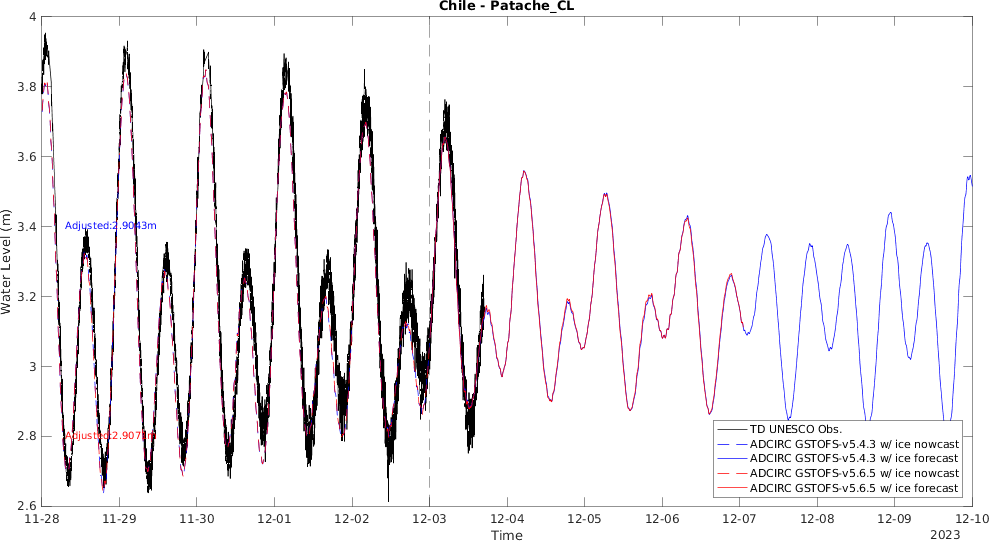 Chile - Patache_CL
Water Level (m)
4
3.8
3.6
3.4
3.2
3
2.8
2.6
Adjusted:2.9043m
11-28
11-29
11-30
12-01
12-02
12-03
12-04
12-05
12-06
12-07
12-08
12-09
12-10
Time
2023
TD UNESCO Obs.
ADCIRC GSTOFS-v5.4.3 w/ ice nowcast
ADCIRC GSTOFS-v5.4.3 w/ ice forecast
ADCIRC GSTOFS-v5.6.5 w/ ice nowcast
ADCIRC GSTOFS-v5.6.5 w/ ice forecast